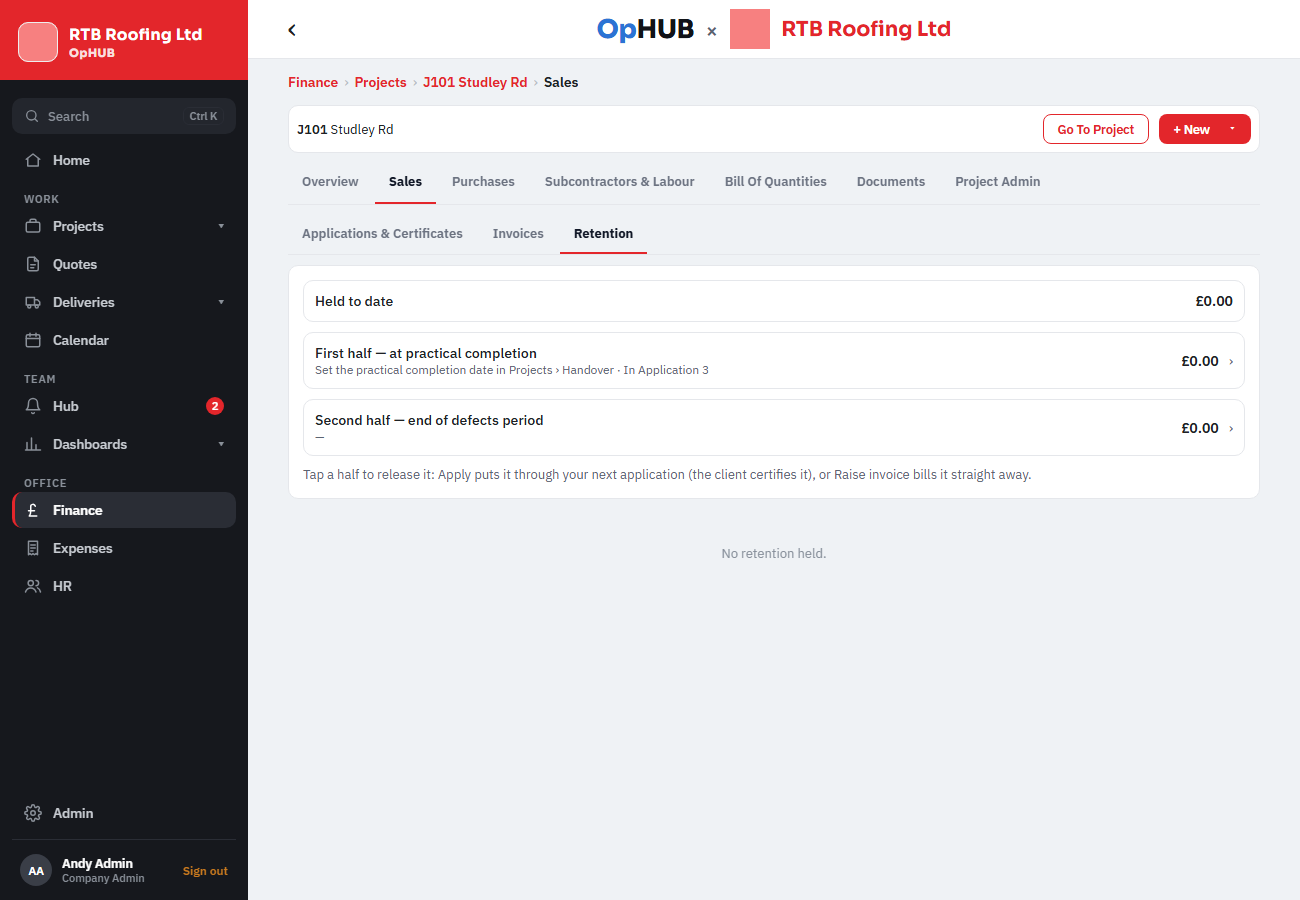 RTB Roofing Ltd
OpHUB
Search Ctrl K
Home
WORK
Projects
Quotes
Deliveries
Calendar
TEAM
Hub 2
Dashboards
OFFICE
£ Finance
Expenses
HR
Admin
AA Andy Admin
Company Admin
Sign out
OpHUB × RTB Roofing Ltd
Finance › Projects › J101 Studley Rd › Sales
J101 Studley Rd
Go To Project
+ New
Overview Sales Purchases Subcontractors & Labour Bill Of Quantities Documents Project Admin
Applications & Certificates Invoices Retention
Held to date £0.00
First half — at practical completion
Set the practical completion date in Projects › Handover · In Application 3
£0.00 ›
Second half — end of defects period
—
£0.00 ›
Tap a half to release it: Apply puts it through your next application (the client certifies it), or Raise invoice bills it straight away.
No retention held.